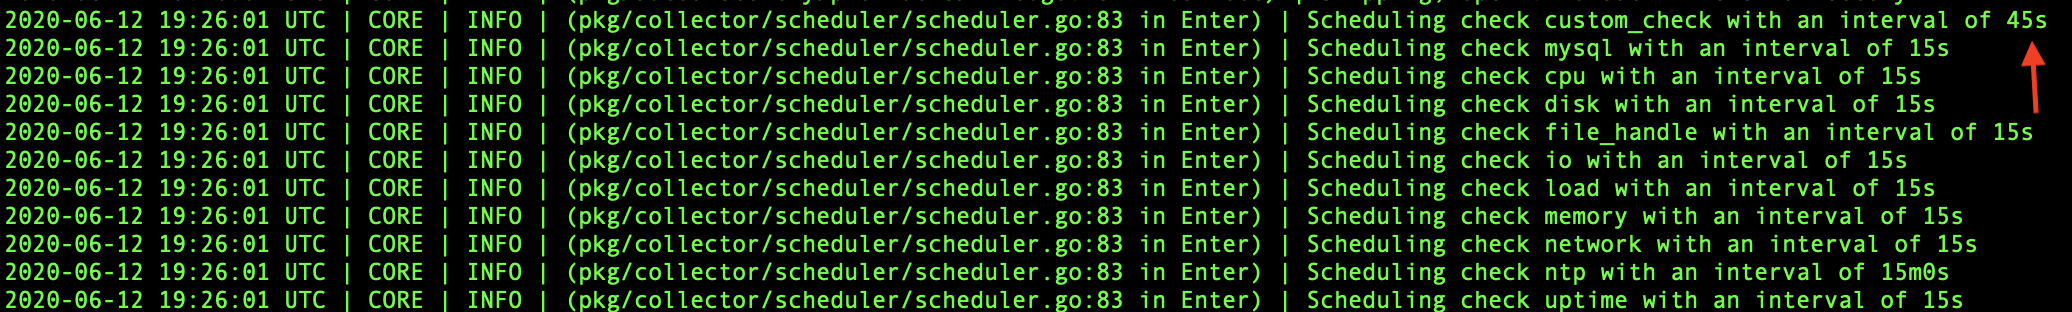 2020-06-12 19:26:01 UTC | CORE | INFO | (pkg/collector/scheduler/scheduler.go:83 in Enter) | Scheduling check custom_check with an interval of 45s
2020-06-12 19:26:01 UTC | CORE | INFO | (pkg/collector/scheduler/scheduler.go:83 in Enter) | Scheduling check mysql with an interval of 15s
2020-06-12 19:26:01 UTC | CORE | INFO | (pkg/collector/scheduler/scheduler.go:83 in Enter) | Scheduling check cpu with an interval of 15s
2020-06-12 19:26:01 UTC | CORE | INFO | (pkg/collector/scheduler/scheduler.go:83 in Enter) | Scheduling check disk with an interval of 15s
2020-06-12 19:26:01 UTC | CORE | INFO | (pkg/collector/scheduler/scheduler.go:83 in Enter) | Scheduling check file_handle with an interval of 15s
2020-06-12 19:26:01 UTC | CORE | INFO | (pkg/collector/scheduler/scheduler.go:83 in Enter) | Scheduling check io with an interval of 15s
2020-06-12 19:26:01 UTC | CORE | INFO | (pkg/collector/scheduler/scheduler.go:83 in Enter) | Scheduling check load with an interval of 15s
2020-06-12 19:26:01 UTC | CORE | INFO | (pkg/collector/scheduler/scheduler.go:83 in Enter) | Scheduling check memory with an interval of 15s
2020-06-12 19:26:01 UTC | CORE | INFO | (pkg/collector/scheduler/scheduler.go:83 in Enter) | Scheduling check network with an interval of 15s
2020-06-12 19:26:01 UTC | CORE | INFO | (pkg/collector/scheduler/scheduler.go:83 in Enter) | Scheduling check ntp with an interval of 15m0s
2020-06-12 19:26:01 UTC | CORE | INFO | (pkg/collector/scheduler/scheduler.go:83 in Enter) | Scheduling check uptime with an interval of 15s